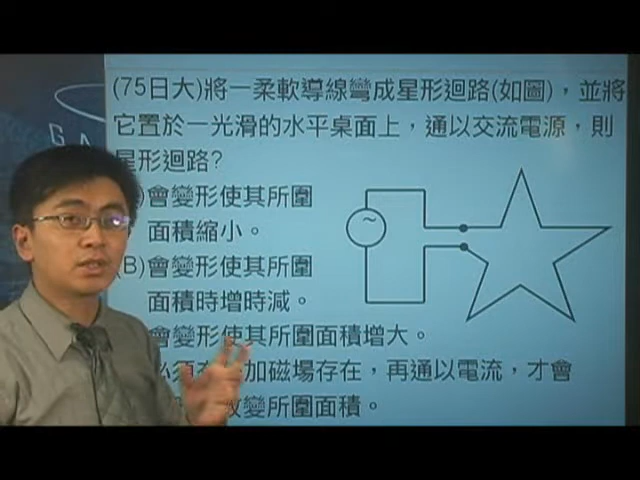 (75日大)將一柔軟導線彎成星形迴路(如圖)，並將
它置於一光滑的水平桌面上，通以交流電源，則
星形迴路?
)會變形使其所圍
面積縮小。
~
(B)會變形使其所圍
面積時增時減。
會變形使其所圍面積增大。
加磁場存在，再通以電流，才會
改變所圍面積。
GA